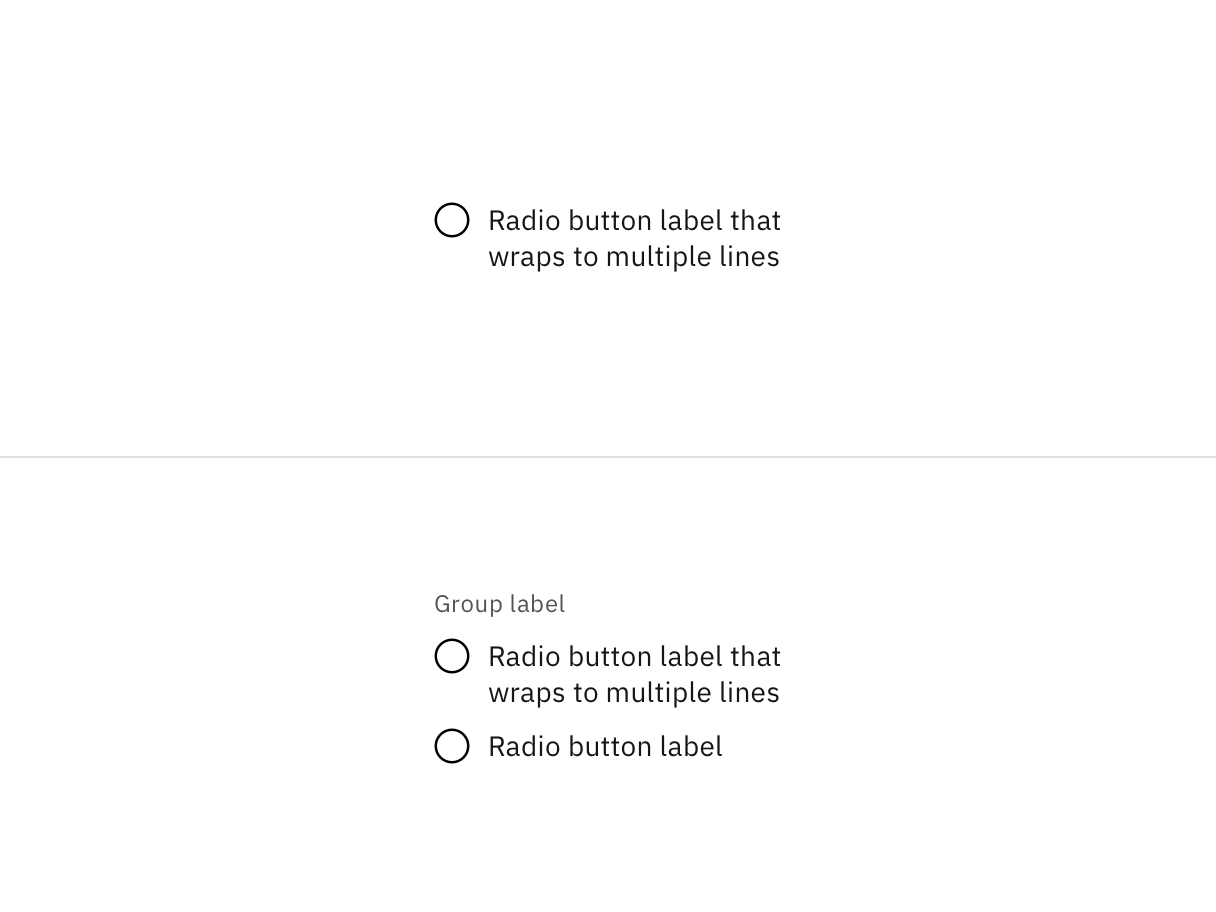 Radio button label that
wraps to multiple lines
Group label
Radio button label that
wraps to multiple lines
Radio button label